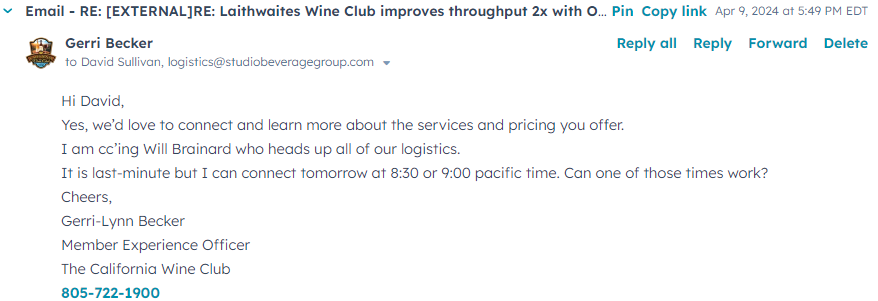 Email - RE: [EXTERNAL]RE: Laithwaites Wine Club improves throughput 2x with O... Pin Copy link Apr 9, 2024 at 5:49 PM EDT
Gerri Becker Reply all Reply Forward Delete
to David Sullivan, logistics@studiobeveragegroup.com
Hi David,
Yes, we'd love to connect and learn more about the services and pricing you offer.
I am cc'ing Will Brainard who heads up all of our logistics.
It is last-minute but I can connect tomorrow at 8:30 or 9:00 pacific time. Can one of those times work?
Cheers,
Gerri-Lynn Becker
Member Experience Officer
The California Wine Club
805-722-1900